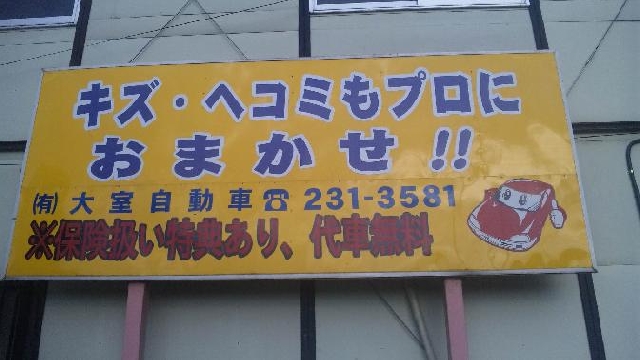 キズ・ヘコミもプロに
おまかせ!!
(有)大室自動車☎231-3581
※保険扱い特典あり、代車無料